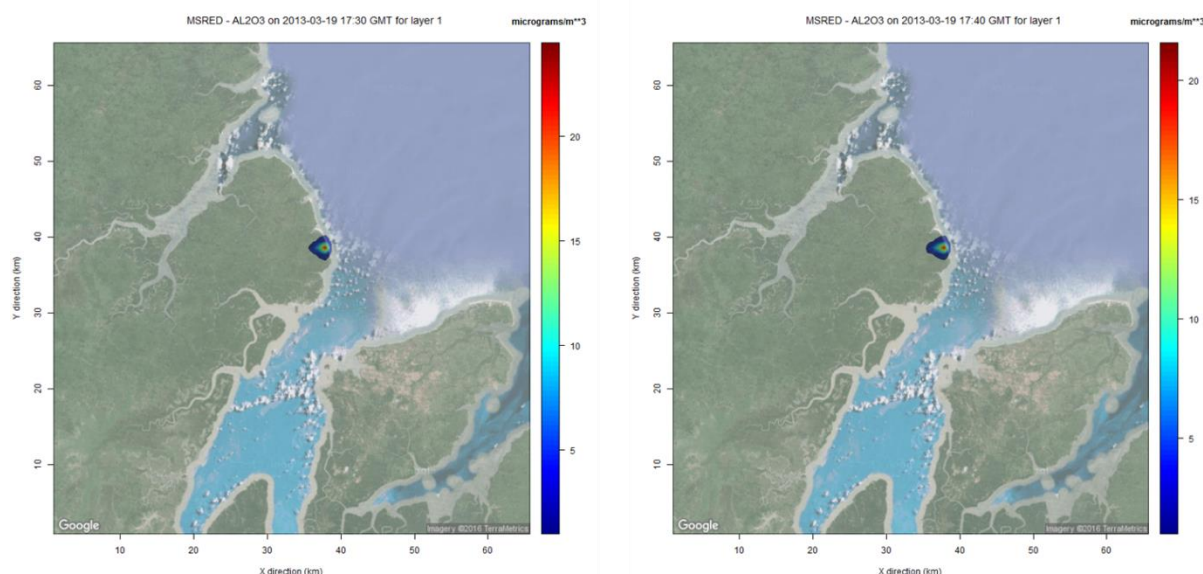 MSRED - AL2O3 on 2013-03-19 17:30 GMT for layer 1
micrograms/m**3
Y direction (km)
60
50
40
30
20
10
20
15
10
5
Google
Imagery ©2016 TerraMetrics
10 20 30 40 50 60
X direction (km)
MSRED - AL2O3 on 2013-03-19 17:40 GMT for layer 1
micrograms/m**3
Y direction (km)
60
50
40
30
20
10
20
15
10
5
Google
Imagery ©2016 TerraMetrics
10 20 30 40 50 60
X direction (km)